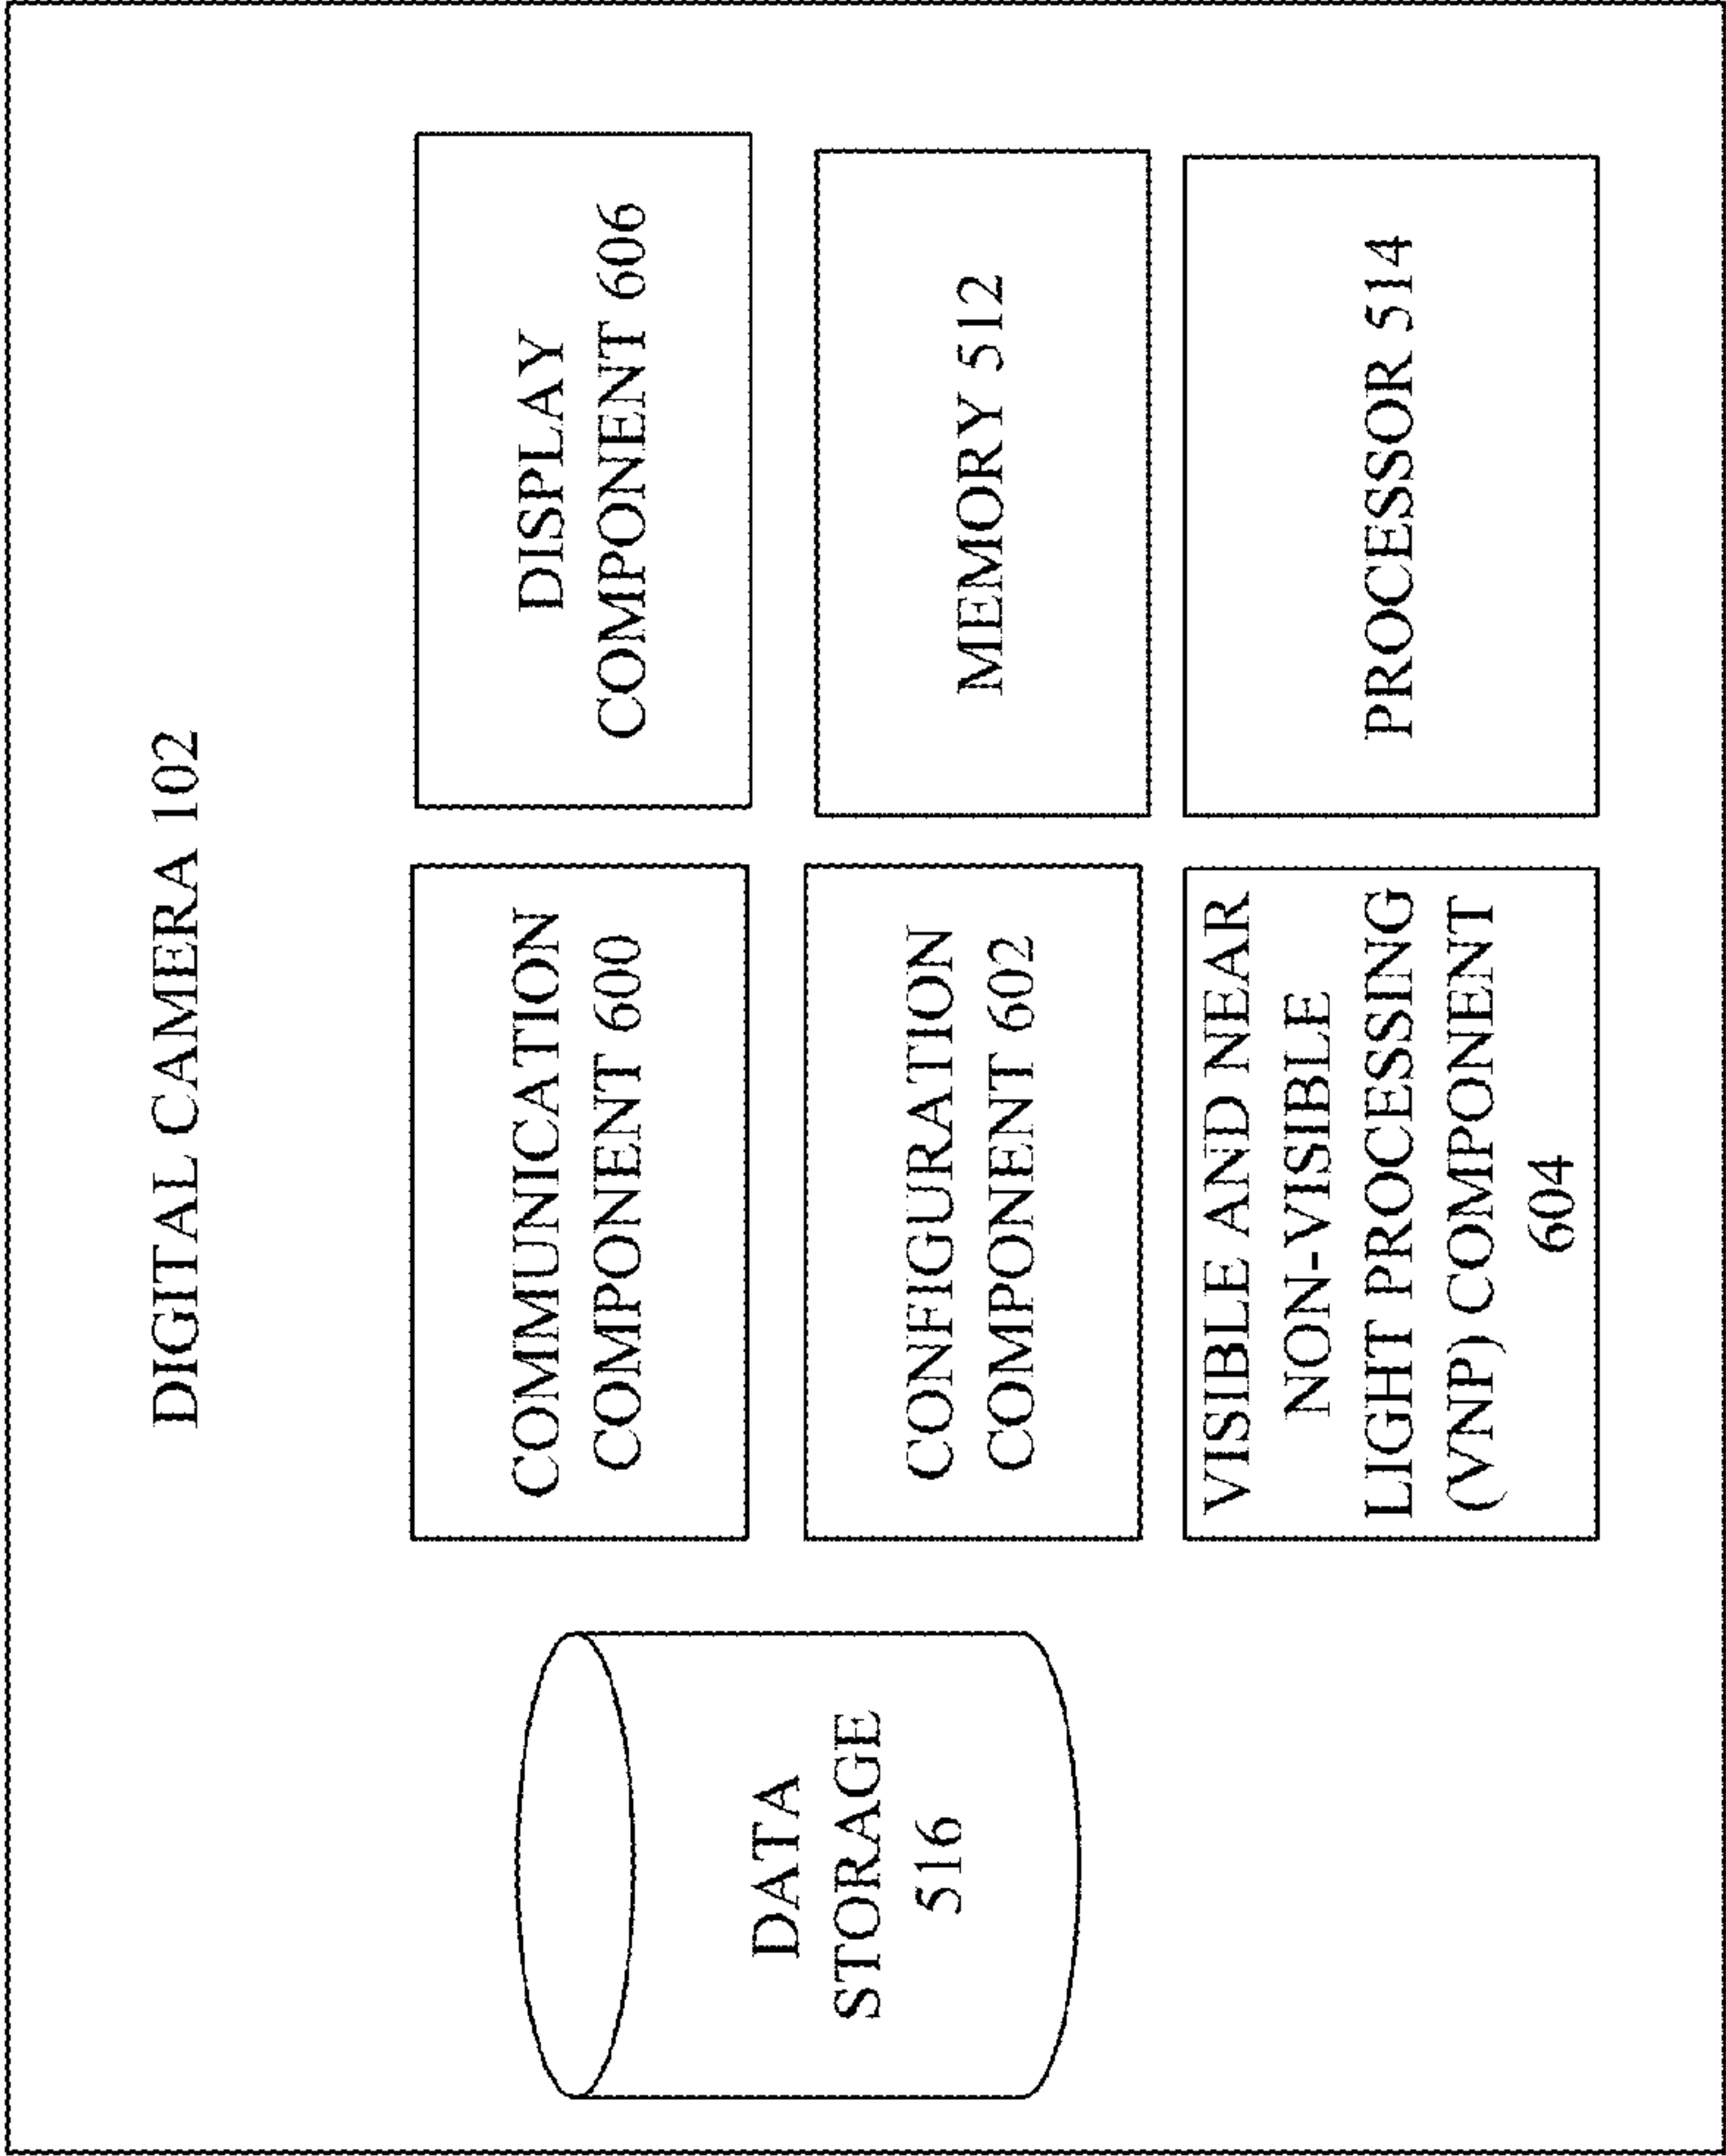 DIGITAL CAMERA 102
DATA
STORAGE
516
COMMUNICATION
COMPONENT 600
DISPLAY
COMPONENT 606
CONFIGURATION
COMPONENT 602
MEMORY 512
VISIBLE AND NEAR
NON-VISIBLE
LIGHT PROCESSING
(VNP) COMPONENT
604
PROCESSOR 514